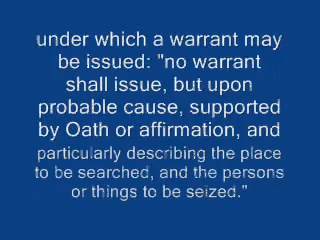 under which a warrant may
be issued: "no warrant
shall issue, but upon
probable cause, supported
by Oath or affirmation, and
particularly describing the place
to be searched, and the persons
or things to be seized."